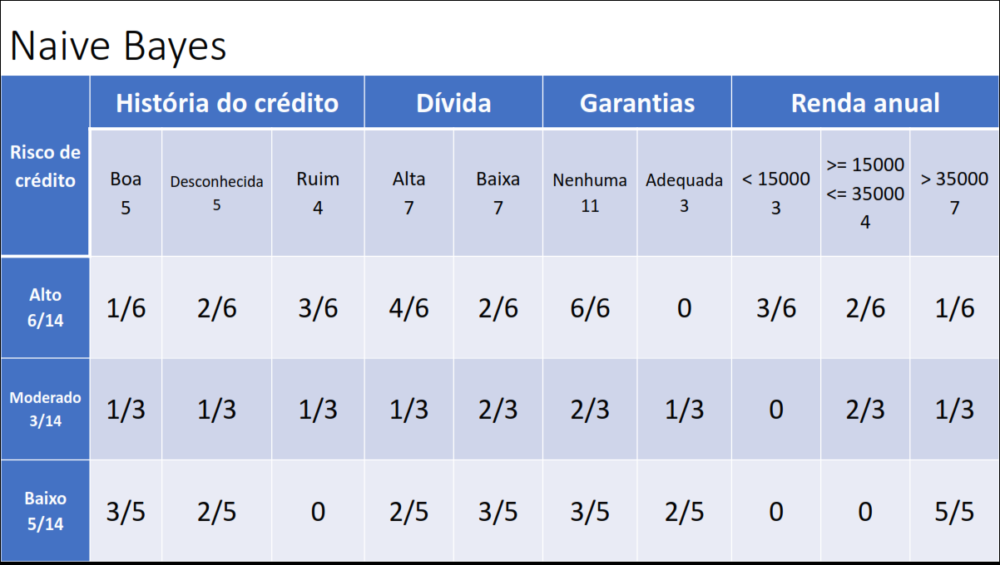 Naive Bayes
Risco de crédito | História do crédito | Dívida | Garantias | Renda anual
Boa 5 | Desconhecida 5 | Ruim 4 | Alta 7 | Baixa 7 | Nenhuma 11 | Adequada 3 | < 15000 3 | >= 15000 <= 35000 4 | > 35000 7
Alto 6/14 | 1/6 | 2/6 | 3/6 | 4/6 | 2/6 | 6/6 | 0 | 3/6 | 2/6 | 1/6
Moderado 3/14 | 1/3 | 1/3 | 1/3 | 1/3 | 2/3 | 2/3 | 1/3 | 0 | 2/3 | 1/3
Baixo 5/14 | 3/5 | 2/5 | 0 | 2/5 | 3/5 | 3/5 | 2/5 | 0 | 0 | 5/5